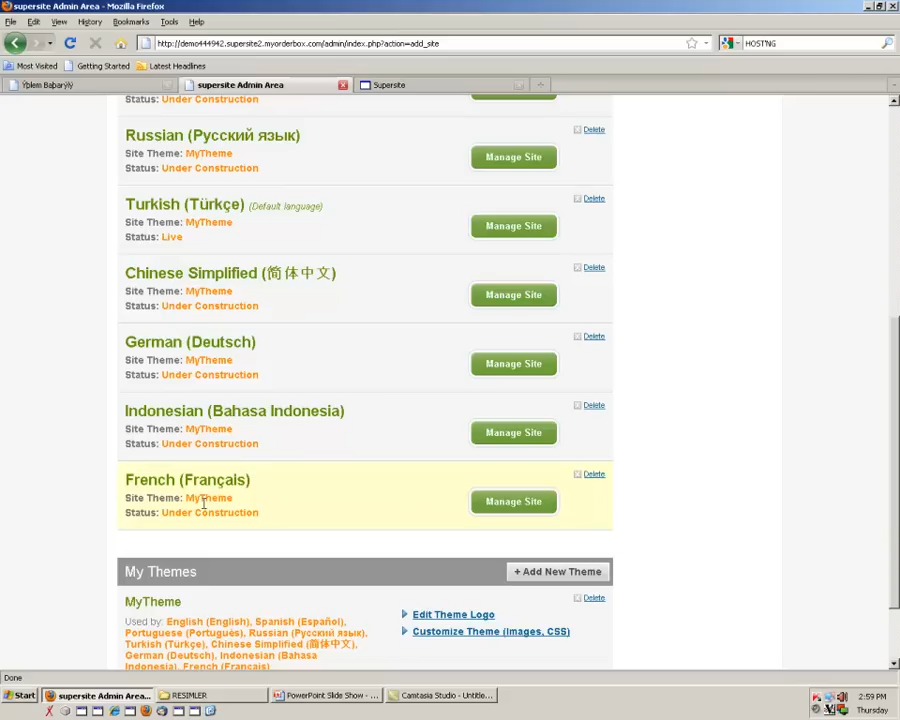 supersite Admin Area - Mozilla Firefox
File Edit View History Bookmarks Tools Help
http://demo444942.supersite2.myorderbox.com/admin/index.php?action=add_site
HOSTNG
Most Visited Getting Started Latest Headlines
supersite Admin Area Supersite
Status: Under Construction
Russian (Русский язык)
Delete
Site Theme: MyTheme
Manage Site
Status: Under Construction
Turkish (Türkçe) (Default language)
Delete
Site Theme: MyTheme
Manage Site
Status: Live
Chinese Simplified (简体中文)
Delete
Site Theme: MyTheme
Manage Site
Status: Under Construction
German (Deutsch)
Delete
Site Theme: MyTheme
Manage Site
Status: Under Construction
Indonesian (Bahasa Indonesia)
Delete
Site Theme: MyTheme
Manage Site
Status: Under Construction
French (Français)
Delete
Site Theme: MyTheme
Manage Site
Status: Under Construction
My Themes
+ Add New Theme
MyTheme
Delete
Used by: English (English), Spanish (Español),
Portuguese (Português), Russian (Русский язык),
Turkish (Türkçe), Chinese Simplified (简体中文),
German (Deutsch), Indonesian (Bahasa
Indonesia), French (Français)
Edit Theme Logo
Customize Theme (Images, CSS)
Done
Start supersite Admin Area... RESIMLER PowerPoint Slide Show - ... Camtasia Studio - Untitle...
2:59 PM
Thursday